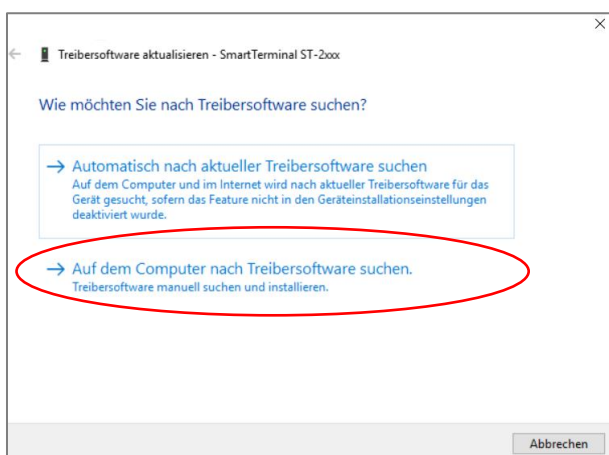 Treibersoftware aktualisieren - SmartTerminal ST-2xxx
Wie möchten Sie nach Treibersoftware suchen?
Automatisch nach aktueller Treibersoftware suchen
Auf dem Computer und im Internet wird nach aktueller Treibersoftware für das
Gerät gesucht, sofern das Feature nicht in den Geräteinstallationseinstellungen
deaktiviert wurde.
Auf dem Computer nach Treibersoftware suchen.
Treibersoftware manuell suchen und installieren.
Abbrechen